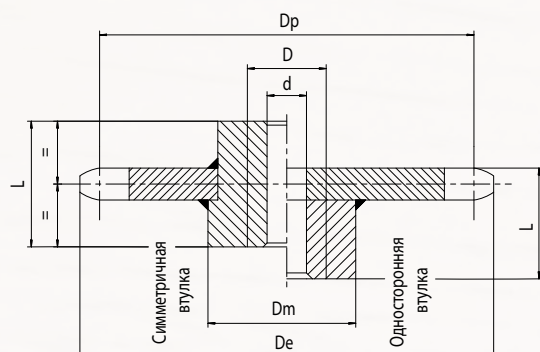 Dp
D
d
L
=
=
L
Симметричная
втулка
Односторонняя
втулка
Dm
De